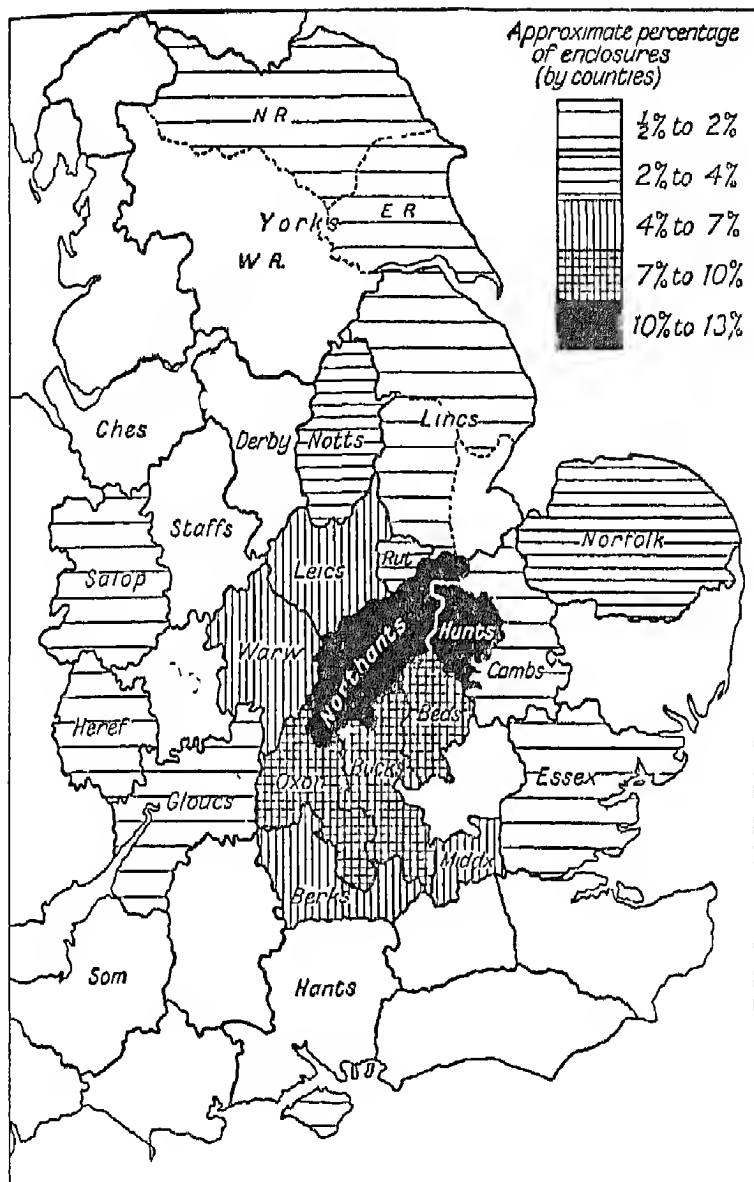 Approximate percentage
of enclosures
(by counties)
½% to 2%
2% to 4%
4% to 7%
7% to 10%
10% to 13%
N R
E R
Yorks
W R.
Ches
Derby
Notts
Lincs
Staffs
Salop
Leics
Rut
Norfolk
Warw
Northants
Hunts
Cambs
Heref
Beds
Oxon
Bucks
Essex
Gloucs
Middx
Berks
Som
Hants